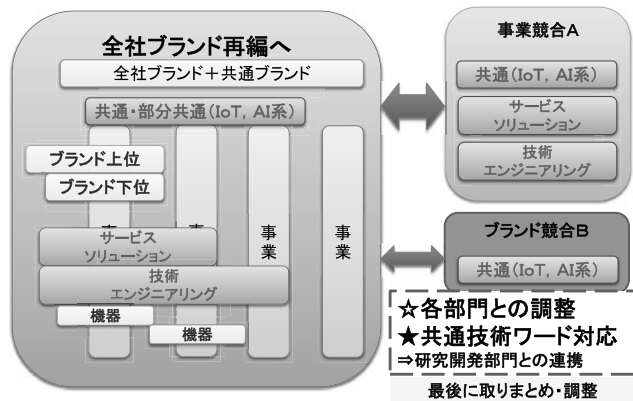 全社ブランド再編へ
全社ブランド+共通ブランド
共通・部分共通(IoT, AI系)
ブランド上位
ブランド下位
事業
事業
サービス
ソリューション
技術
エンジニアリング
機器
機器
事業競合A
共通(IoT, AI系)
サービス
ソリューション
技術
エンジニアリング
ブランド競合B
共通(IoT, AI系)
☆各部門との調整
★共通技術ワード対応
⇒研究開発部門との連携
最後に取りまとめ・調整